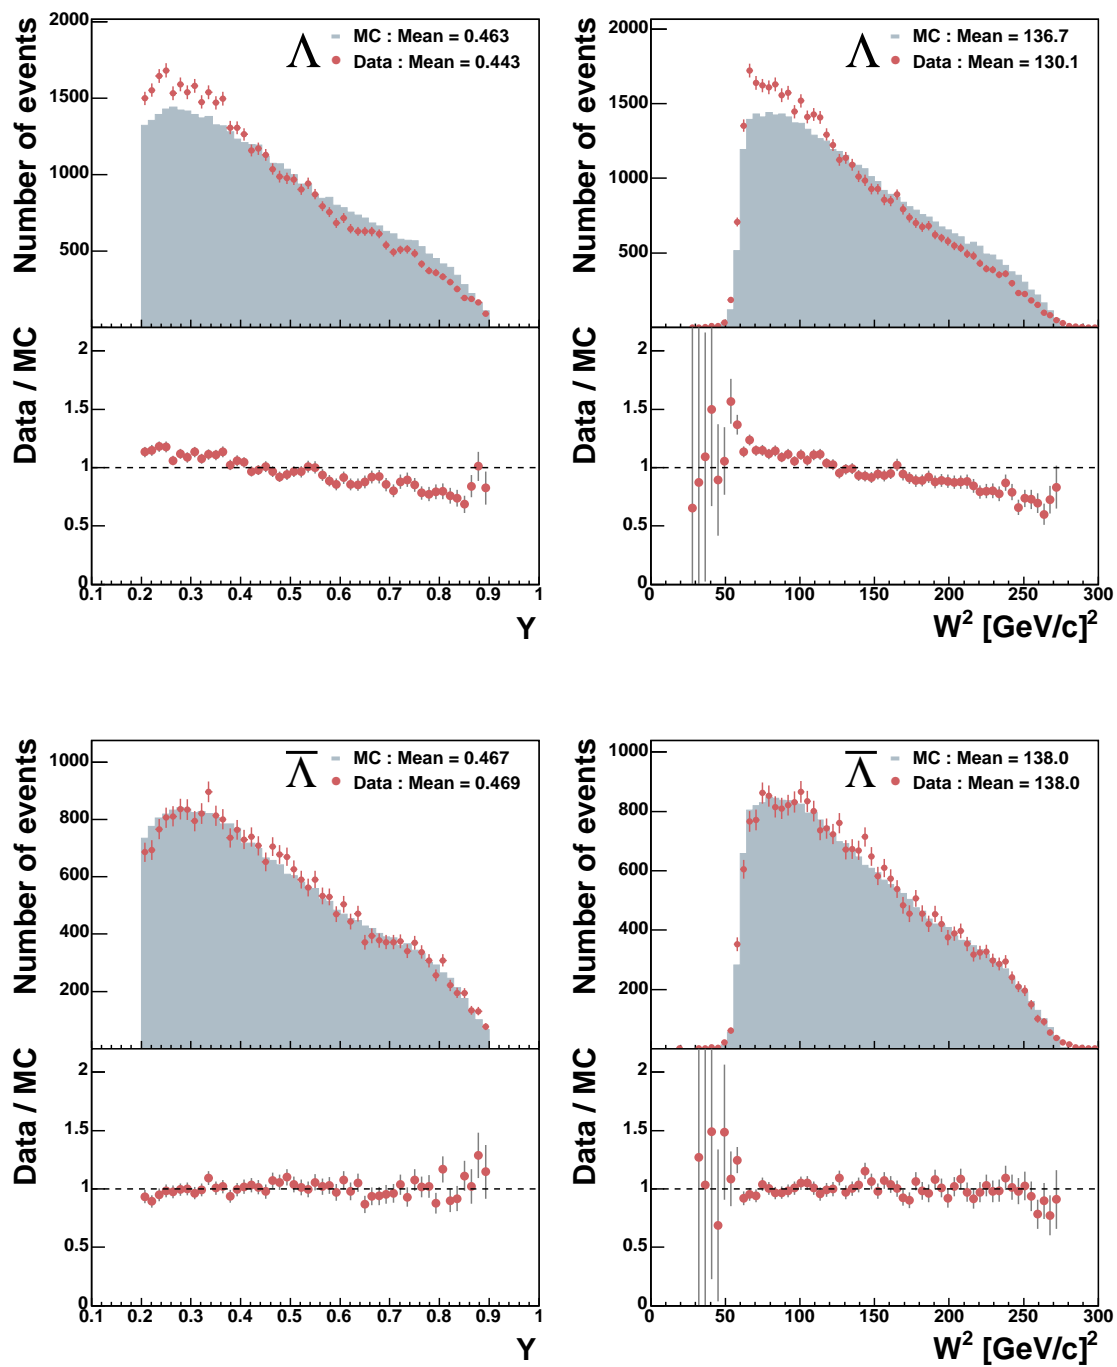 Number of events
2000
1500
1000
500
Λ
MC : Mean = 0.463
Data : Mean = 0.443
Data / MC
2
1.5
1
0.5
0
0.1 0.2 0.3 0.4 0.5 0.6 0.7 0.8 0.9 1
Y
Number of events
2000
1500
1000
500
Λ
MC : Mean = 136.7
Data : Mean = 130.1
Data / MC
2
1.5
1
0.5
0
0 50 100 150 200 250 300
W² [GeV/c]²
Number of events
1000
800
600
400
200
Λ̅
MC : Mean = 0.467
Data : Mean = 0.469
Data / MC
2
1.5
1
0.5
0
0.1 0.2 0.3 0.4 0.5 0.6 0.7 0.8 0.9 1
Y
Number of events
1000
800
600
400
200
Λ̅
MC : Mean = 138.0
Data : Mean = 138.0
Data / MC
2
1.5
1
0.5
0
0 50 100 150 200 250 300
W² [GeV/c]²